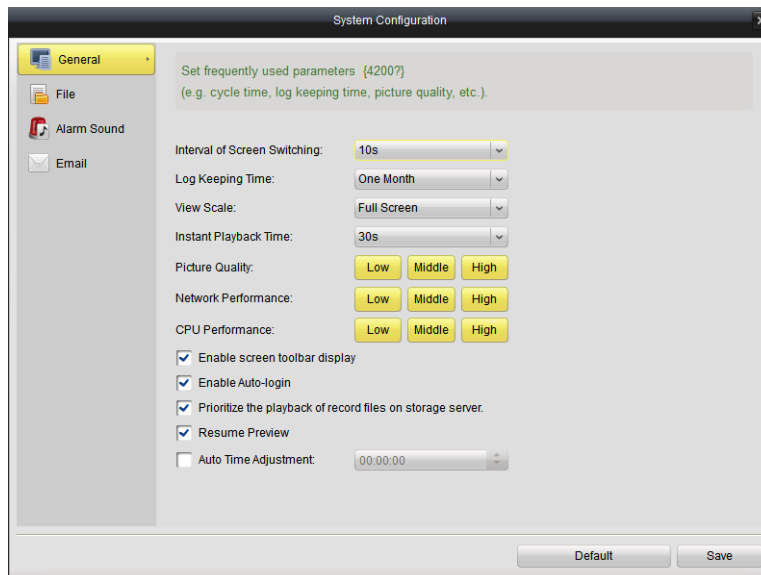 System Configuration
General
File
Alarm Sound
Email
Set frequently used parameters {4200?}
(e.g. cycle time, log keeping time, picture quality, etc.).
Interval of Screen Switching: 10s
Log Keeping Time: One Month
View Scale: Full Screen
Instant Playback Time: 30s
Picture Quality: Low Middle High
Network Performance: Low Middle High
CPU Performance: Low Middle High
Enable screen toolbar display
Enable Auto-login
Prioritize the playback of record files on storage server.
Resume Preview
Auto Time Adjustment: 00:00:00
Default Save